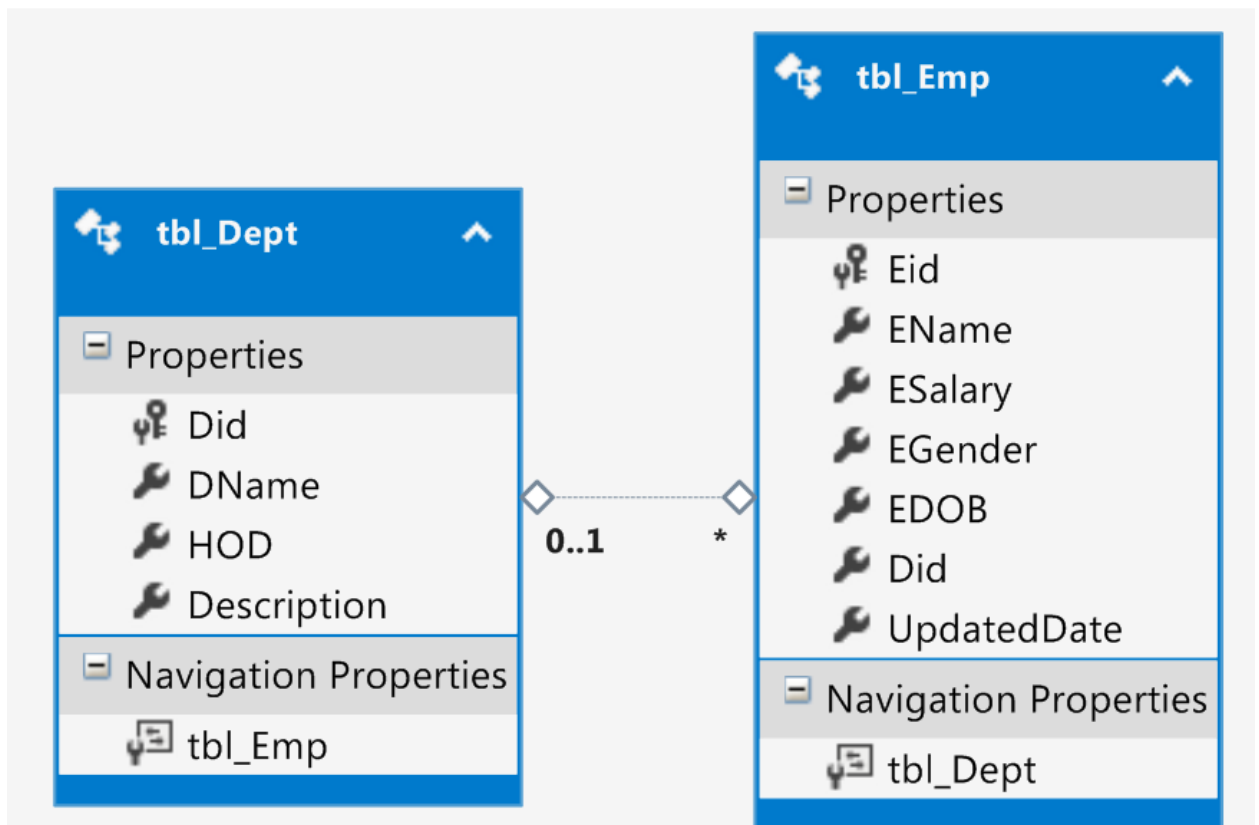 tbl_Dept
Properties
Did
DName
HOD
Description
Navigation Properties
tbl_Emp
0..1
*
tbl_Emp
Properties
Eid
EName
ESalary
EGender
EDOB
Did
UpdatedDate
Navigation Properties
tbl_Dept